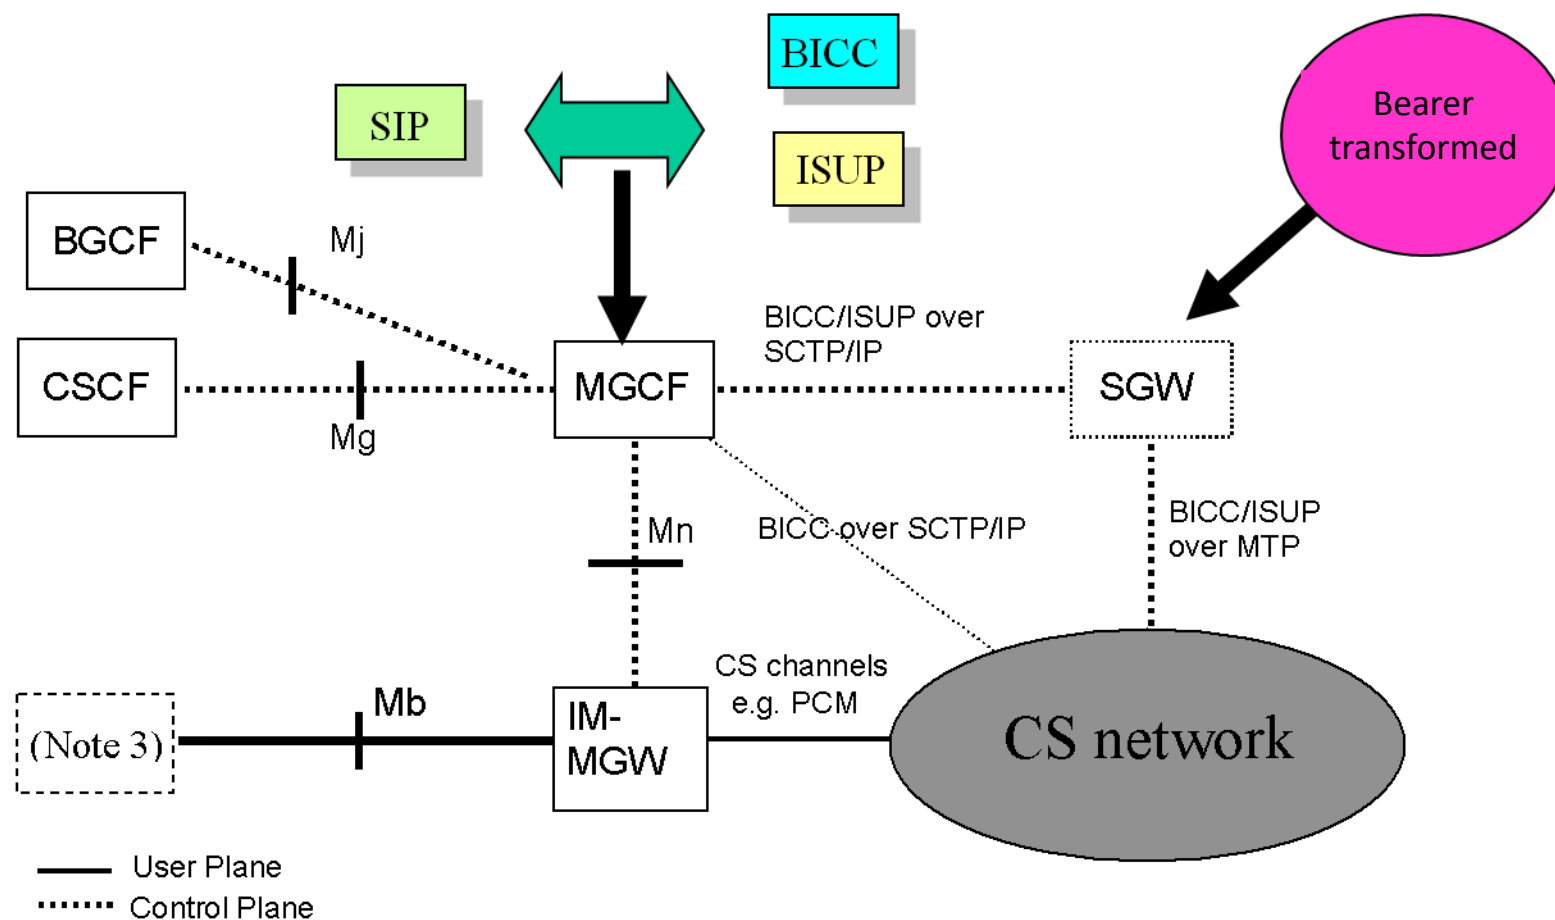 BICC
SIP
ISUP
Bearer
transformed
BGCF
Mj
BICC/ISUP over
SCTP/IP
CSCF
Mg
MGCF
SGW
Mn
BICC over SCTP/IP
BICC/ISUP
over MTP
CS channels
e.g. PCM
(Note 3)
Mb
IM-
MGW
CS network
User Plane
Control Plane